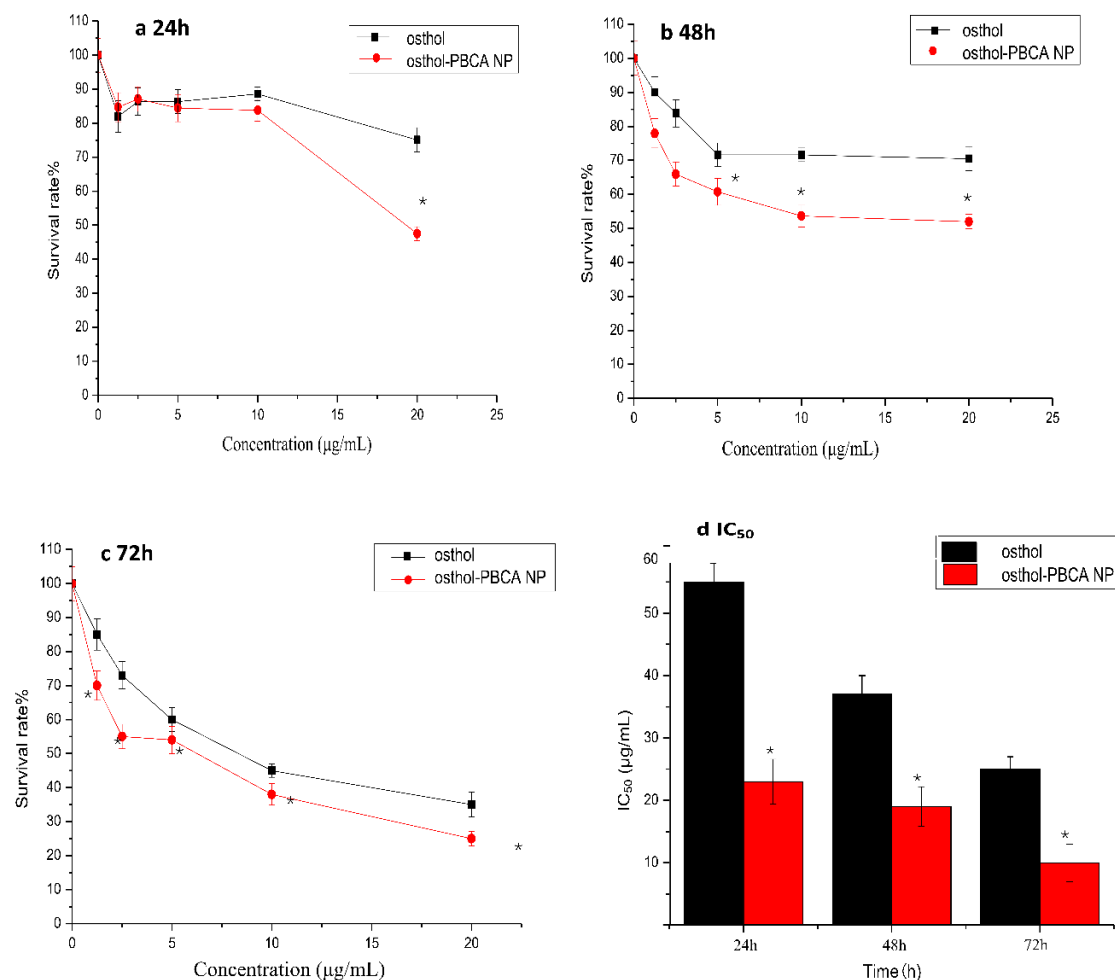 a 24h
osthol
osthol-PBCA NP
110
100
90
80
70
60
50
40
30
20
10
0
Survival rate%
0 5 10 15 20 25
Concentration (μg/mL)
*
b 48h
osthol
osthol-PBCA NP
110
100
90
80
70
60
50
40
30
20
10
0
Survival rate%
0 5 10 15 20 25
Concentration (μg/mL)
* * *
c 72h
osthol
osthol-PBCA NP
110
100
90
80
70
60
50
40
30
20
10
0
Survival rate%
0 5 10 15 20
Concentration (μg/mL)
* * * * *
d IC₅₀
osthol
osthol-PBCA NP
60
50
40
30
20
10
IC₅₀ (μg/mL)
* * *
24h 48h 72h
Time(h)